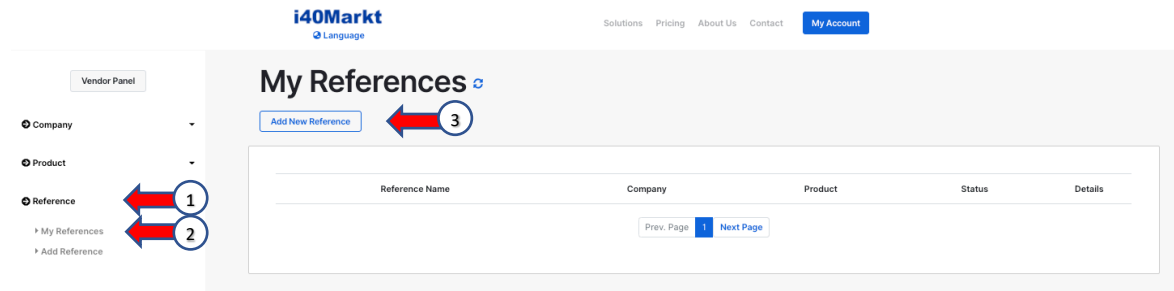 i40Markt
Language
Solutions Pricing About Us Contact My Account
Vendor Panel
Company
Product
Reference
My References
Add Reference
My References
Add New Reference
1
2
3
Reference Name Company Product Status Details
Prev. Page 1 Next Page